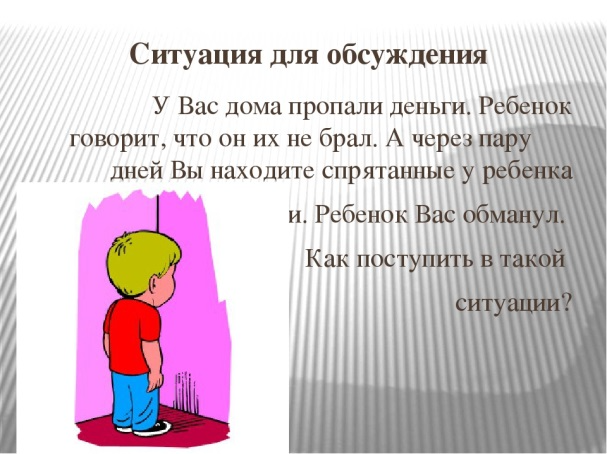 Ситуация для обсуждения
У Вас дома пропали деньги. Ребенок
говорит, что он их не брал. А через пару
дней Вы находите спрятанные у ребенка
и. Ребенок Вас обманул.
Как поступить в такой
ситуации?